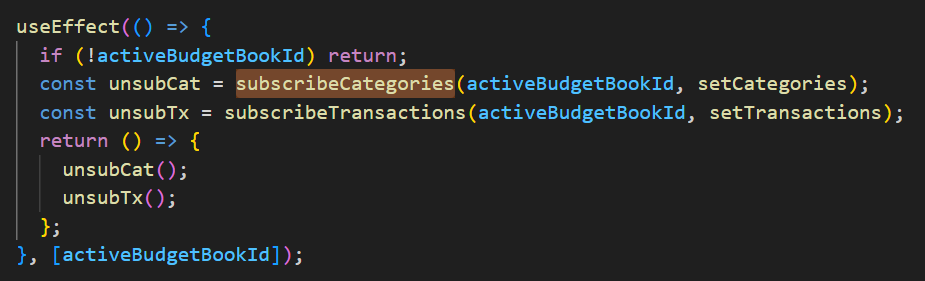 useEffect(() => {
  if (!activeBudgetBookId) return;
  const unsubCat = subscribeCategories(activeBudgetBookId, setCategories);
  const unsubTx = subscribeTransactions(activeBudgetBookId, setTransactions);
  return () => {
    unsubCat();
    unsubTx();
  };
}, [activeBudgetBookId]);